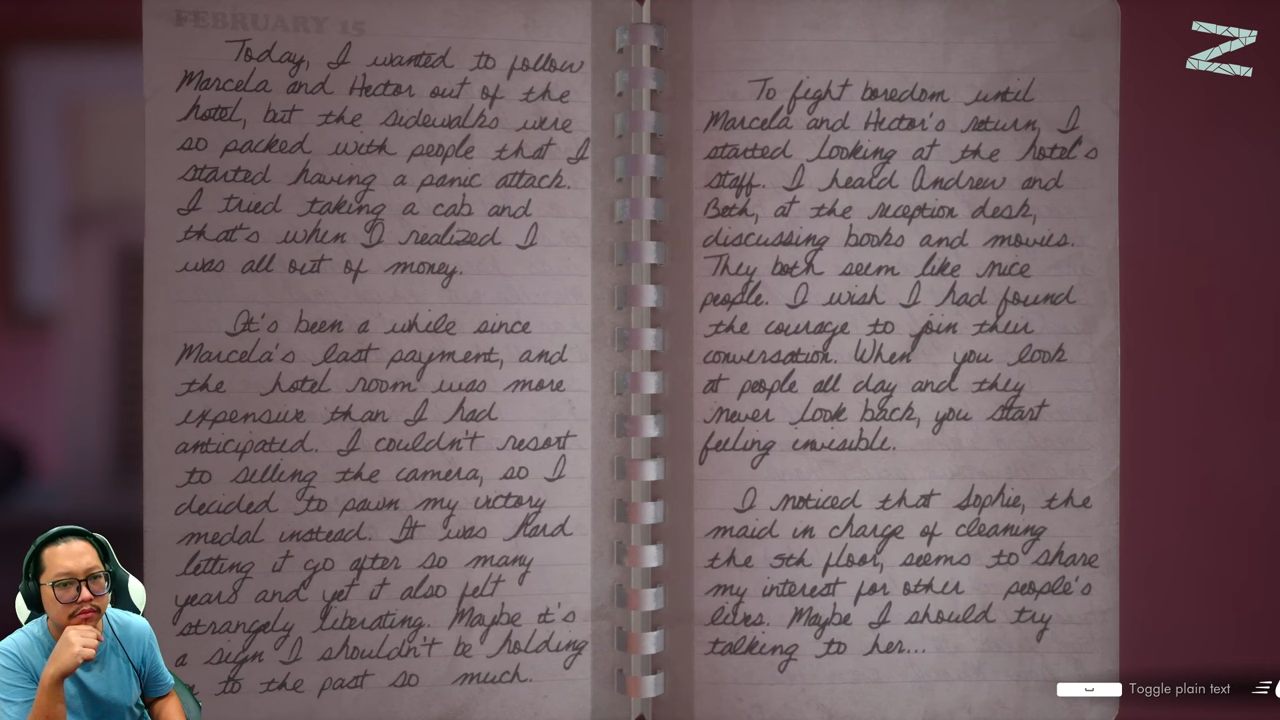 FEBRUARY 15
Today, I wanted to follow
Marcela and Hector out of the
hotel, but the sidewalks were
so packed with people that I
started having a panic attack.
I tried taking a cab and
that's when I realized I
was all out of money.
It's been a while since
Marcela's last payment, and
the hotel room was more
expensive than I had
anticipated. I couldn't resort
to selling the camera, so I
decided to pawn my victory
medal instead. It was hard
letting it go after so many
years and yet it also felt
strangely liberating. Maybe it's
a sign I shouldn't be holding
to the past so much.
To fight boredom until
Marcela and Hector's return, I
started looking at the hotel's
staff. I heard Andrew and
Beth, at the reception desk,
discussing books and movies.
They both seem like nice
people. I wish I had found
the courage to join their
conversation. When you look
at people all day and they
never look back, you start
feeling invisible.
I noticed that Sophie, the
maid in charge of cleaning
the 5th floor, seems to share
my interest for other people's
lives. Maybe I should try
talking to her...
Z
Toggle plain text